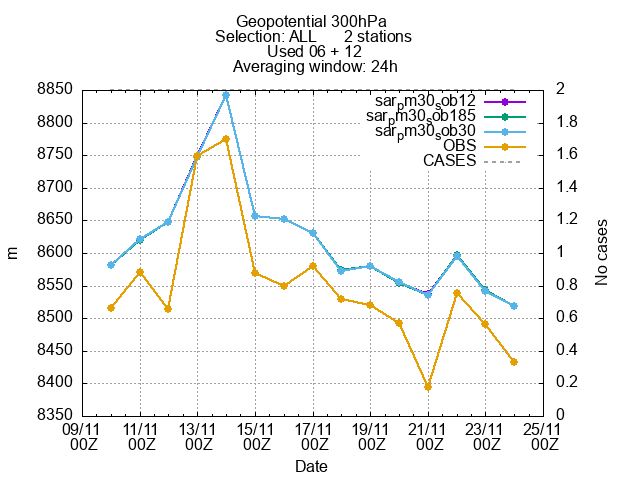 Geopotential 300hPa
Selection: ALL 2 stations
Used 06 + 12
Averaging window: 24h
sar_pm30_sob12
sar_pm30_sob185
sar_pm30_sob30
OBS
CASES
8850
8800
8750
8700
8650
8600
8550
8500
8450
8400
8350
m
2
1.8
1.6
1.4
1.2
1
0.8
0.6
0.4
0.2
0
No cases
09/11 11/11 13/11 15/11 17/11 19/11 21/11 23/11 25/11
00Z 00Z 00Z 00Z 00Z 00Z 00Z 00Z 00Z
Date